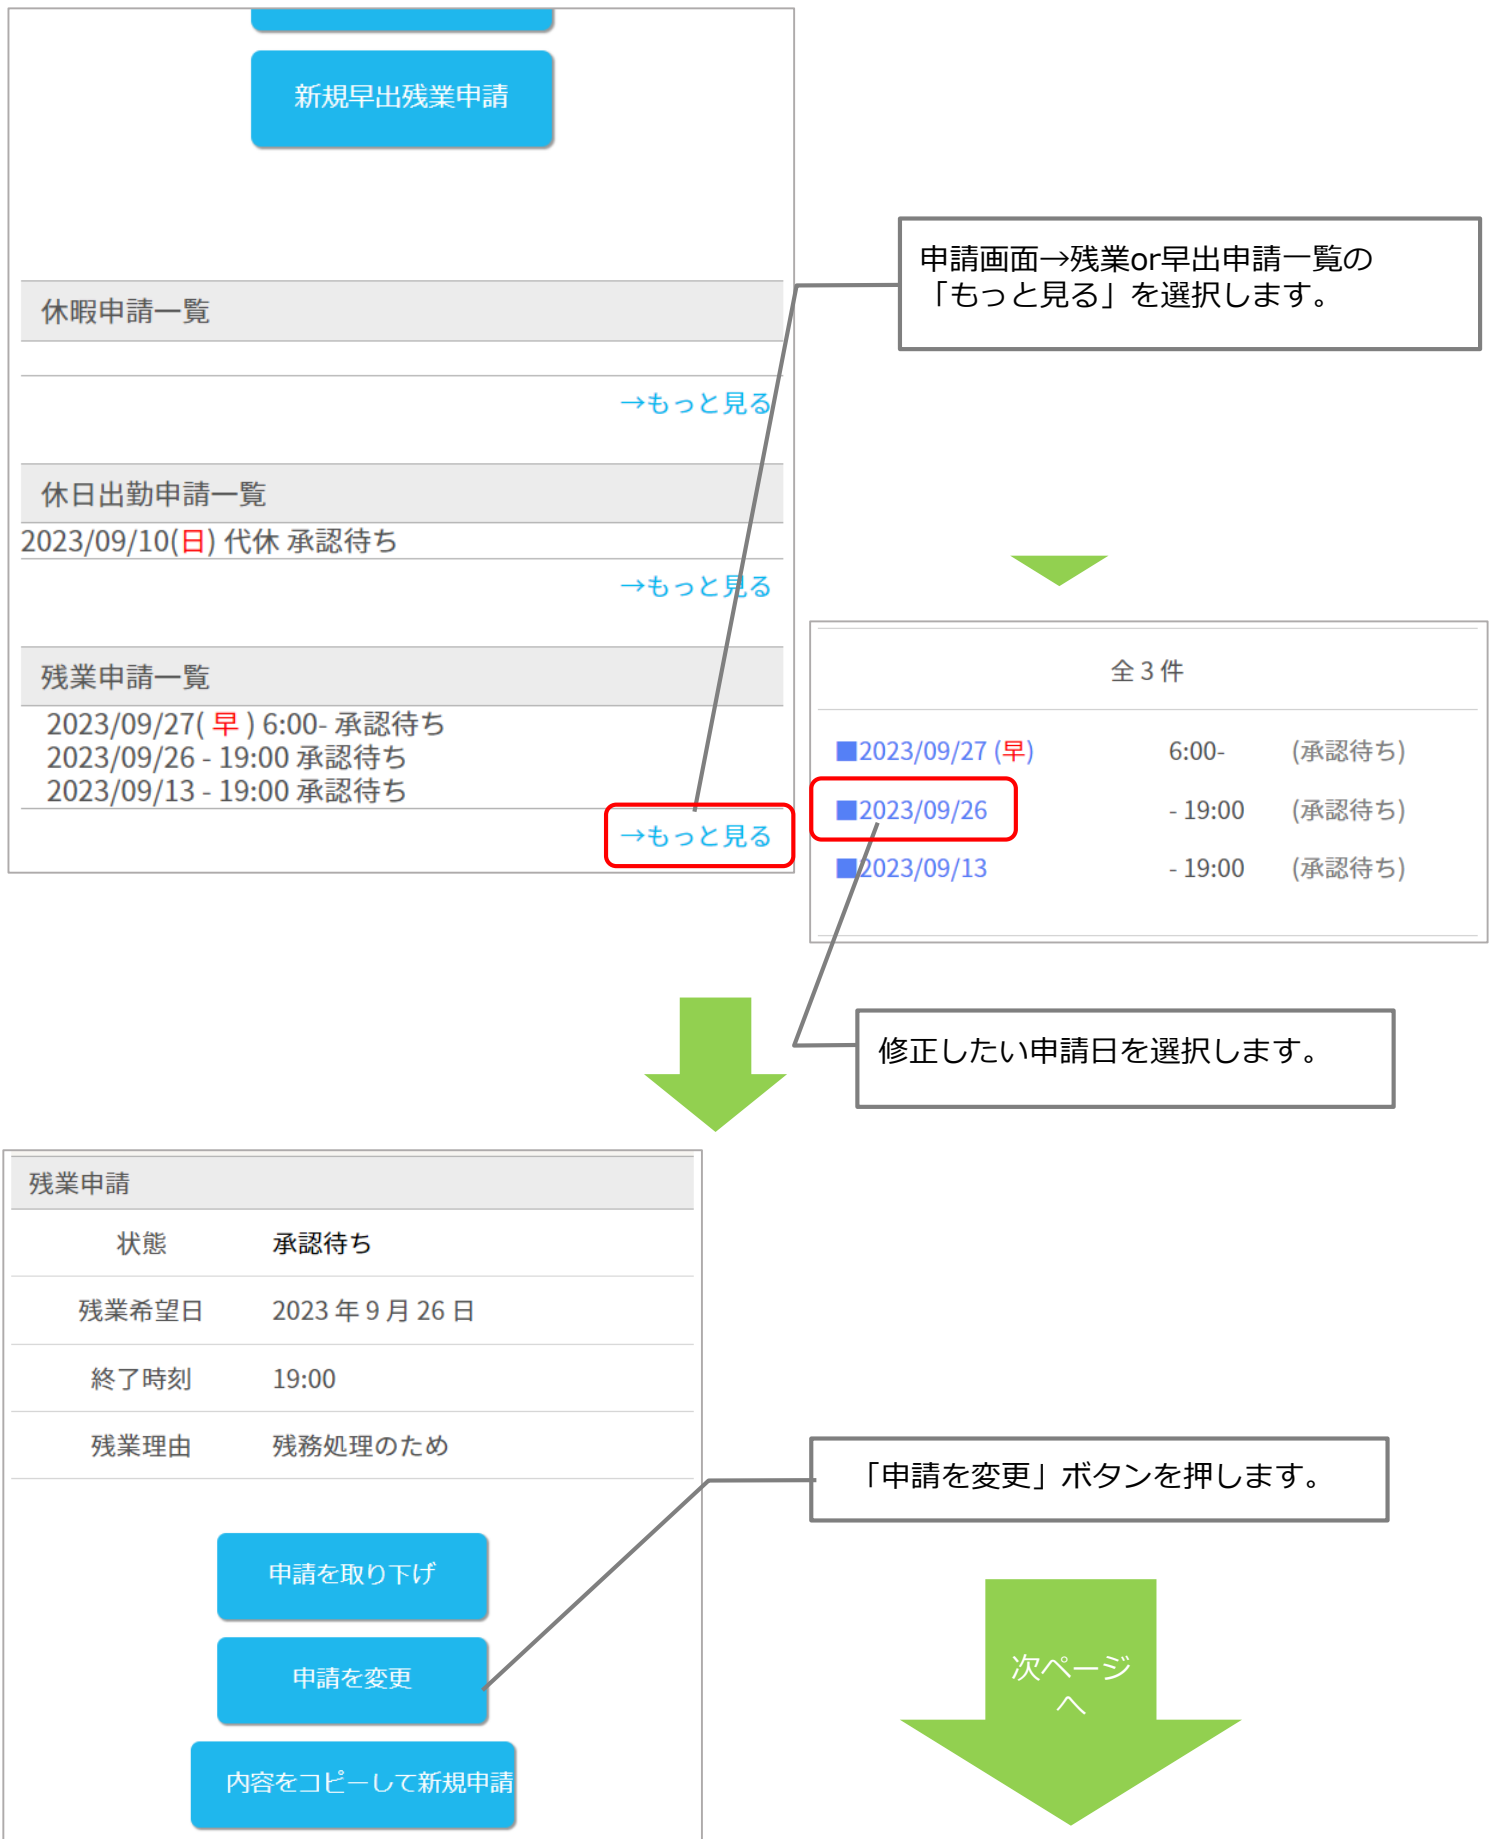 新規早出残業申請
申請画面→残業or早出申請一覧の
「もっと見る」を選択します。
休暇申請一覧
→もっと見る
休日出勤申請一覧
2023/09/10(日) 代休 承認待ち
→もっと見る
残業申請一覧
2023/09/27( 早 ) 6:00- 承認待ち
2023/09/26 - 19:00 承認待ち
2023/09/13 - 19:00 承認待ち
→もっと見る
全 3 件
■2023/09/27 (早) 6:00- (承認待ち)
■2023/09/26 - 19:00 (承認待ち)
■2023/09/13 - 19:00 (承認待ち)
修正したい申請日を選択します。
残業申請
状態 承認待ち
残業希望日 2023 年 9 月 26 日
終了時刻 19:00
残業理由 残務処理のため
「申請を変更」ボタンを押します。
申請を取り下げ
申請を変更
内容をコピーして新規申請
次ページ
へ